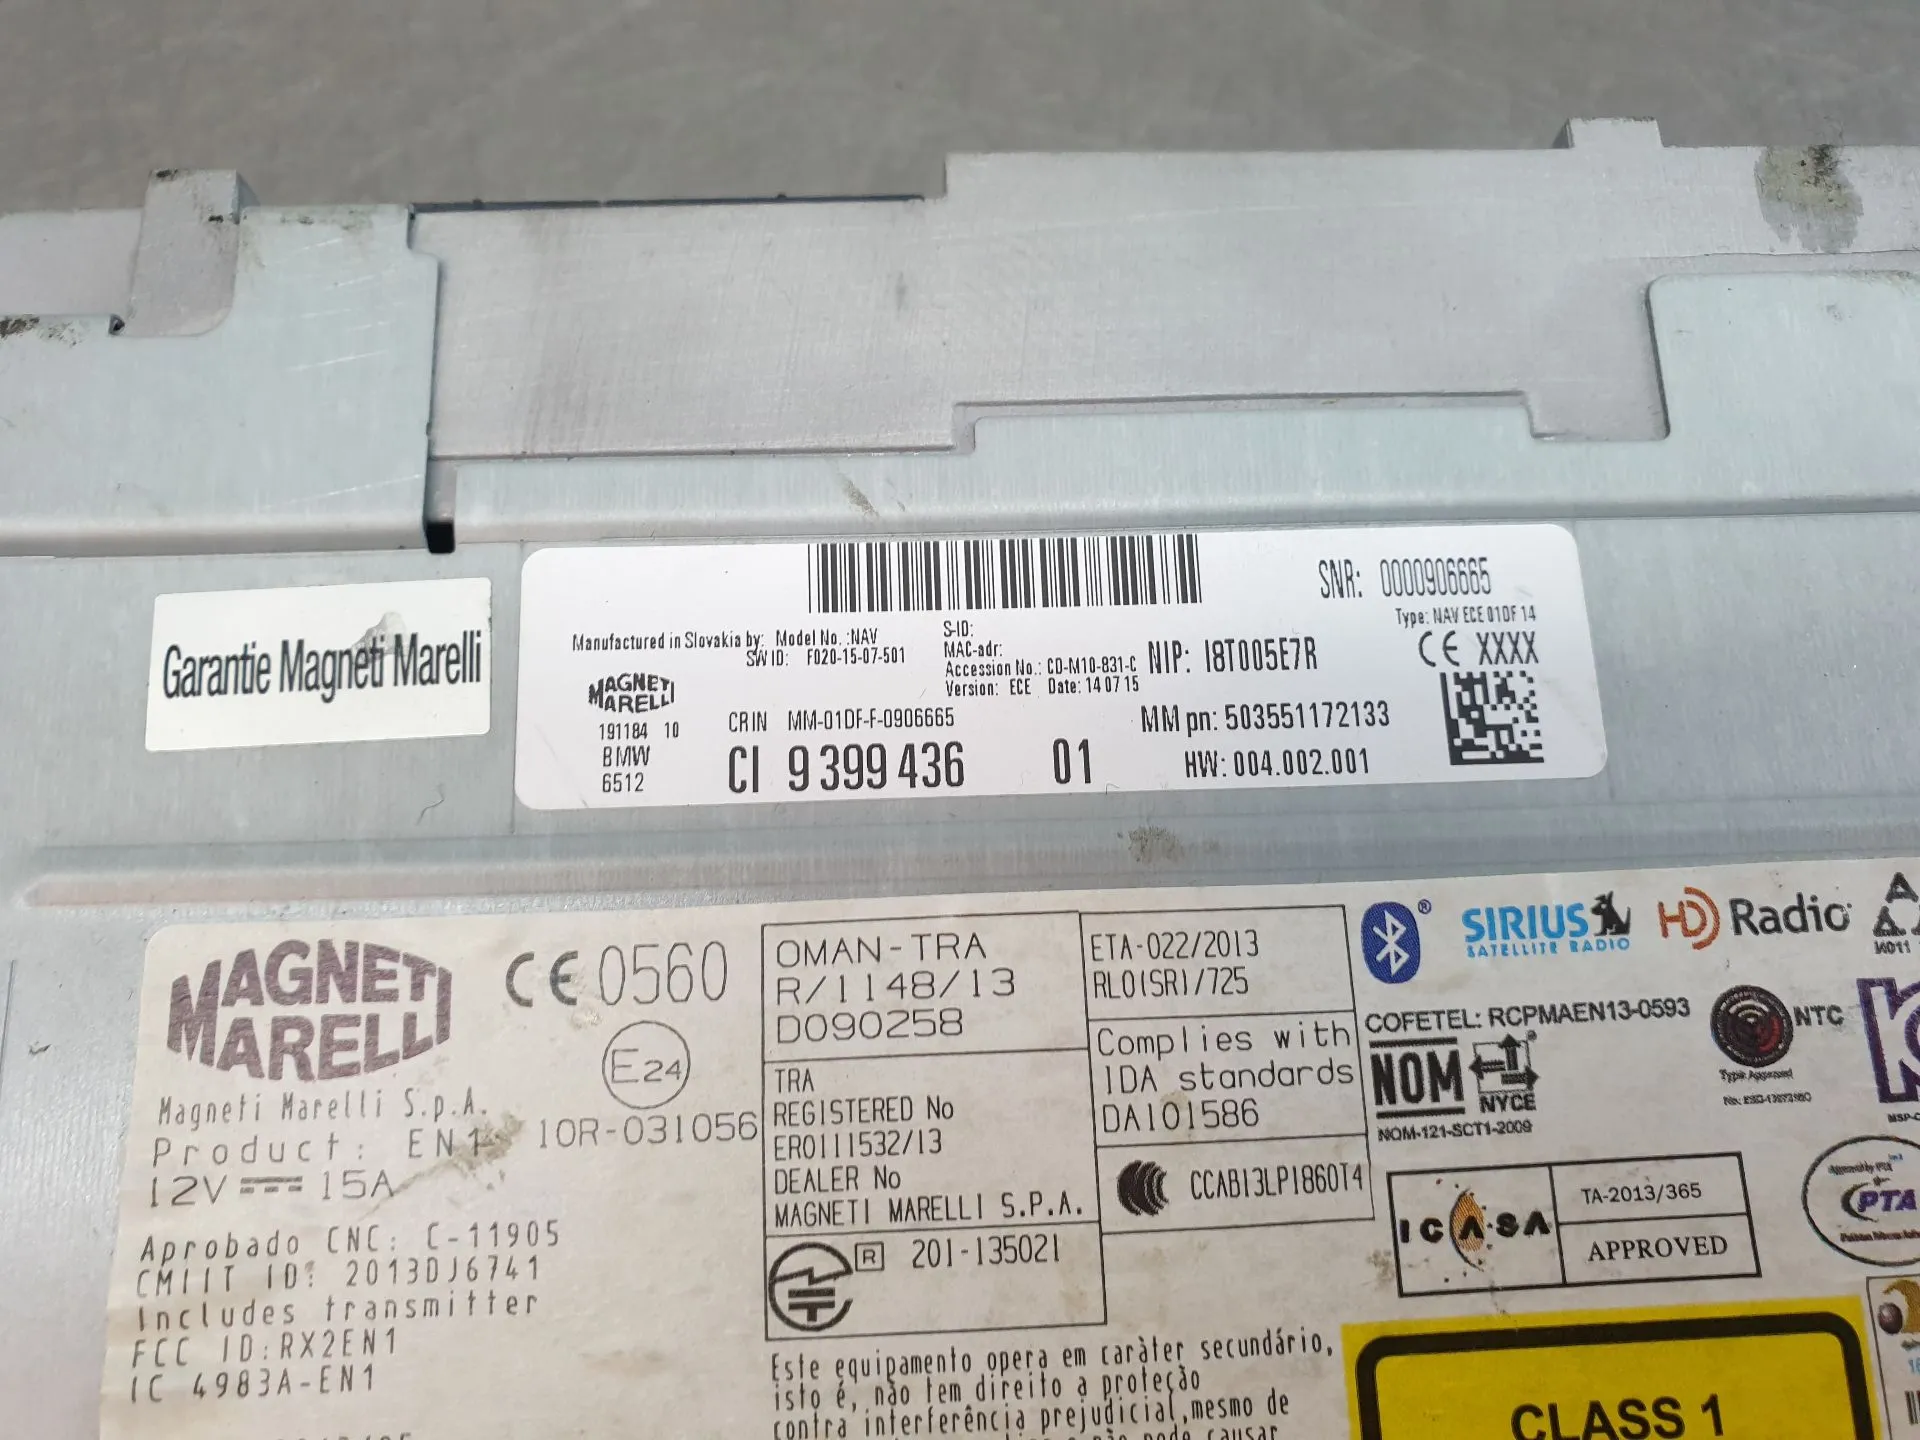 Garantie Magneti Marelli
Manufactured in Slovakia by:
MAGNETI
MARELLI
191184 10
BMW
6512
Model No.:NAV
SW ID: F020-15-07-501
CRIN MM-01DF-F-0906665
CI 9 399 436 01
S-ID:
MAC-adr:
Accession No.: CD-M10-831-C
Version: ECE Date: 14 07 15
NIP: I8T005E7R
MM pn: 503551172133
HW: 004.002.001
SNR: 0000906665
Type: NAV ECE 01DF 14
CE XXXX
MAGNETI
MARELLI
Magneti Marelli S.p.A.
Product: EN1
12V 15A
CE 0560
E24
10R-031056
Aprobado CNC: C-11905
CMIIT ID: 2013DJ6741
Includes transmitter
FCC ID:RX2EN1
IC 4983A-EN1
OMAN-TRA
R/1148/13
D090258
TRA
REGISTERED No
ER0111532/13
DEALER No
MAGNETI MARELLI S.P.A.
R 201-135021
ETA-022/2013
RLO(SR)/725
Complies with
IDA standards
DA101586
CCAB13LP1860T4
Este equipamento opera em caràter secundário,
isto é, não tem direito a proteção
contra interferência prejudicial,mesmo de
SIRIUS
SATELLITE RADIO
HD Radio
COFETEL: RCPMAEN13-0593
NOM
NYCE
NOM-121-SCT1-2009
NTC
Type Approved
ICASA
TA-2013/365
APPROVED
PTA
CLASS 1